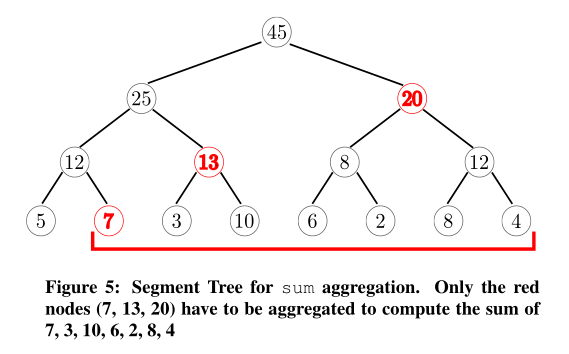 45
25 20
12 13 8 12
5 7 3 10 6 2 8 4
Figure 5: Segment Tree for sum aggregation. Only the red
nodes (7, 13, 20) have to be aggregated to compute the sum of
7, 3, 10, 6, 2, 8, 4